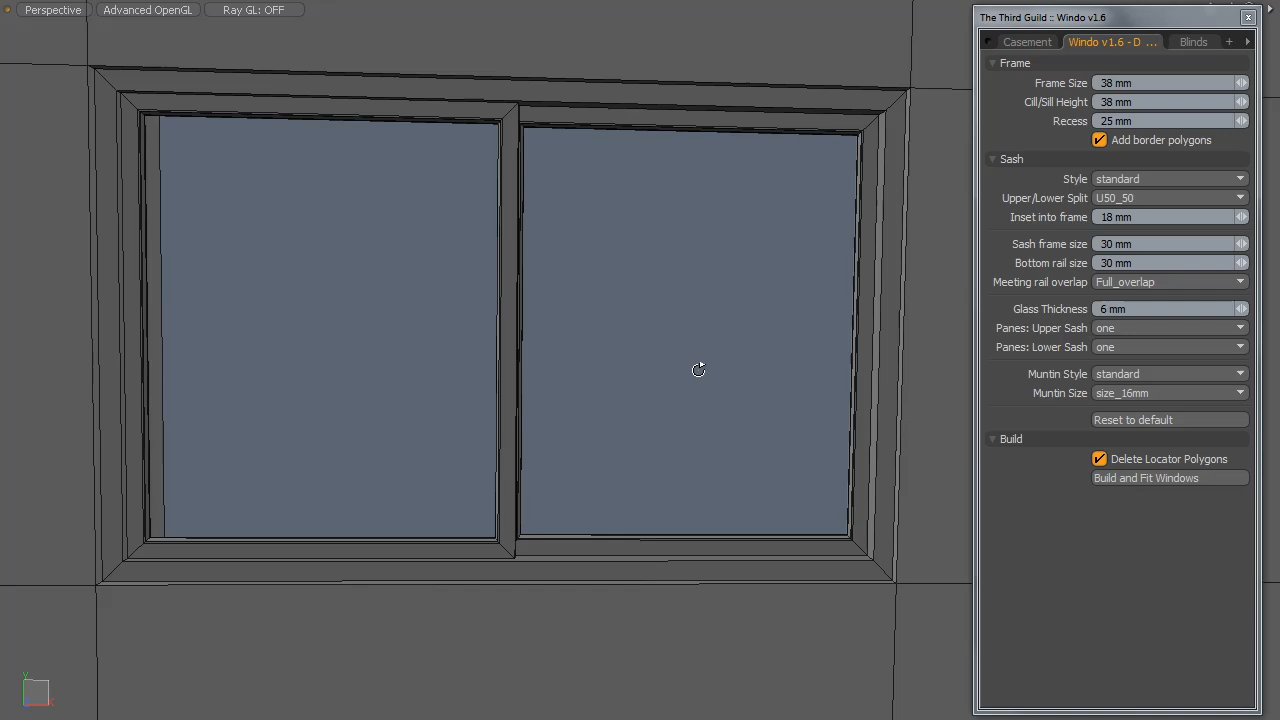 Perspective
Advanced OpenGL
Ray GL: OFF
The Third Guild :: Windo v1.6
Casement
Windo v1.6 - D ...
Blinds
+
Frame
Frame Size 38 mm
Cill/Sill Height 38 mm
Recess 25 mm
Add border polygons
Sash
Style standard
Upper/Lower Split U50_50
Inset into frame 18 mm
Sash frame size 30 mm
Bottom rail size 30 mm
Meeting rail overlap Full_overlap
Glass Thickness 6 mm
Panes: Upper Sash one
Panes: Lower Sash one
Muntin Style standard
Muntin Size size_16mm
Reset to default
Build
Delete Locator Polygons
Build and Fit Windows
Y